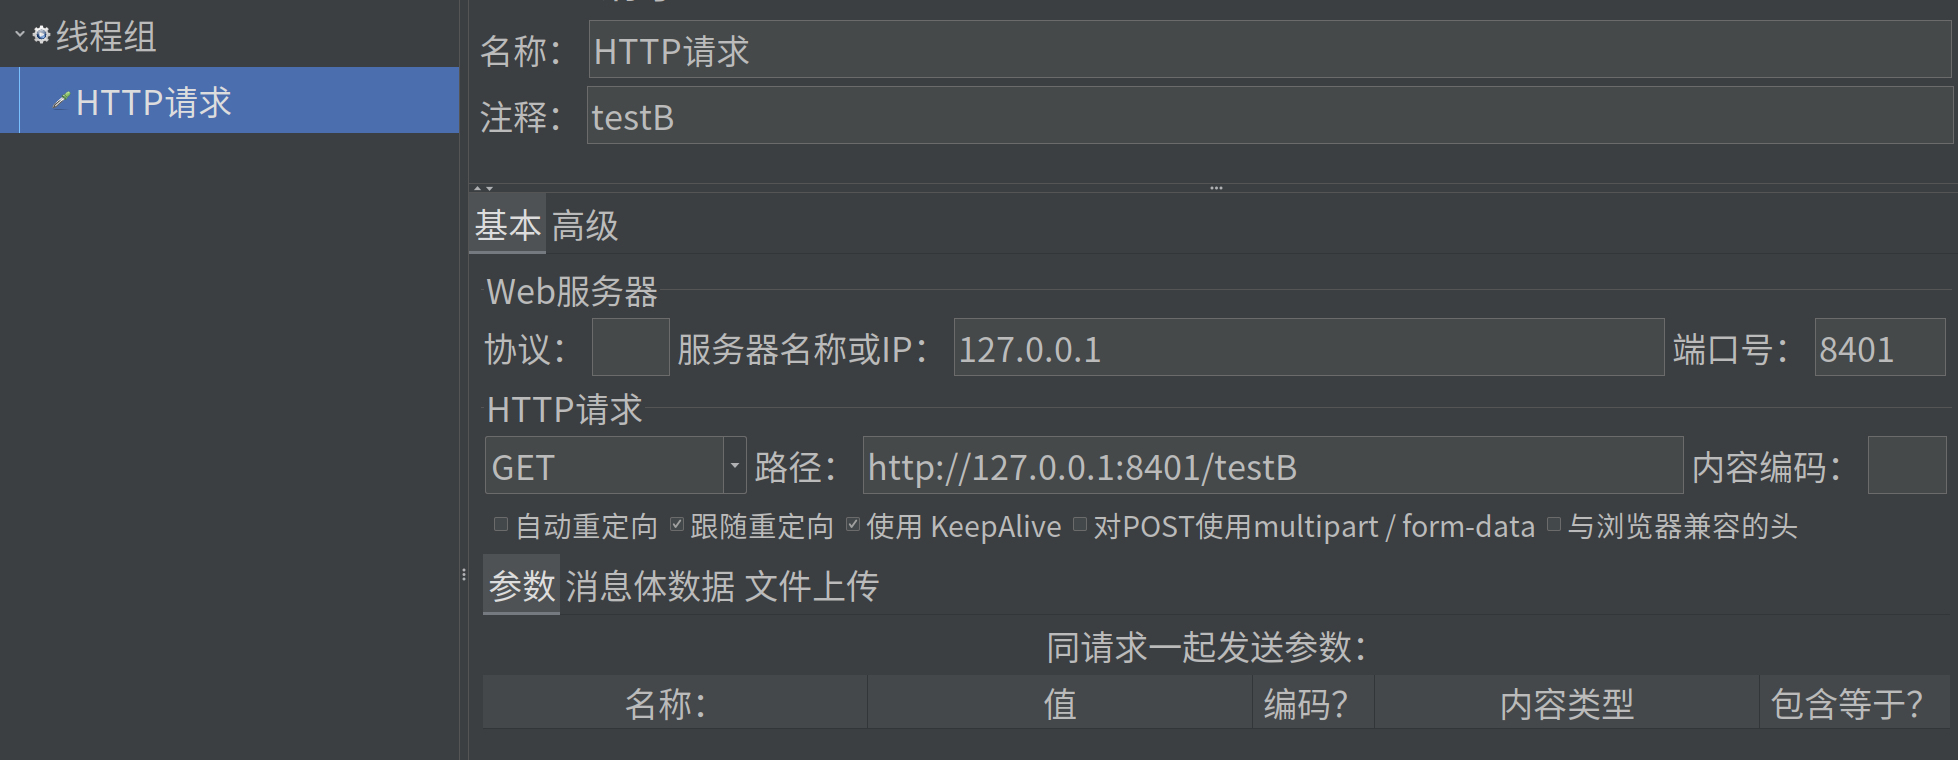 线程组
HTTP请求
名称： HTTP请求
注释： testB
基本 高级
Web服务器
协议： 服务器名称或IP： 127.0.0.1 端口号： 8401
HTTP请求
GET 路径： http://127.0.0.1:8401/testB 内容编码：
自动重定向 跟随重定向 使用 KeepAlive 对POST使用multipart / form-data 与浏览器兼容的头
参数 消息体数据 文件上传
同请求一起发送参数：
名称： 值 编码？ 内容类型 包含等于？